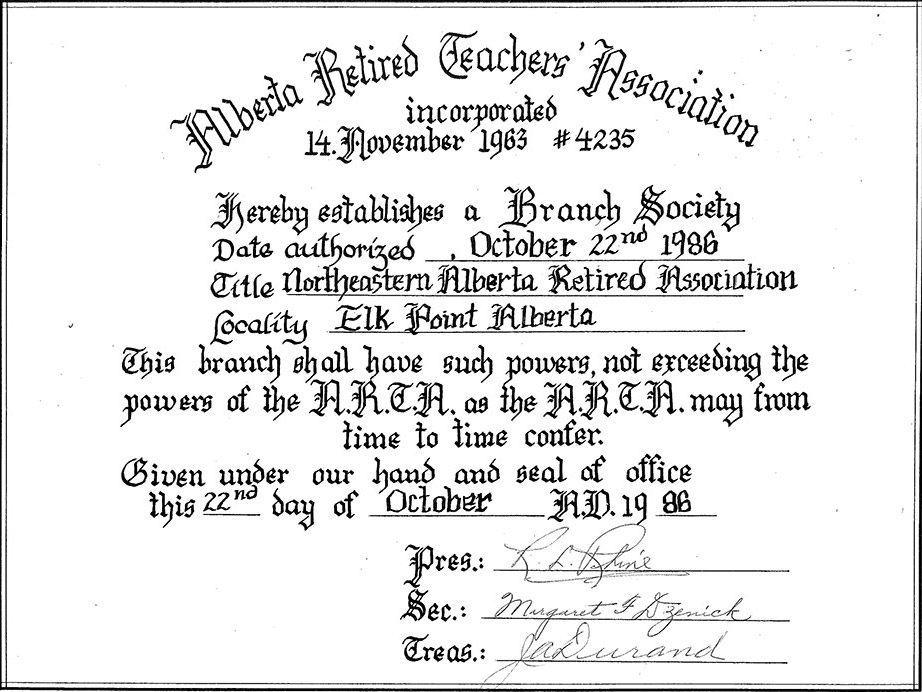 Alberta Retired Teachers' Association
incorporated
14. November 1963 #4235
Hereby establishes a Branch Society
Date authorized , October 22nd 1986
Title Northeastern Alberta Retired Association
Locality Elk Point Alberta
This branch shall have such powers, not exceeding the
powers of the A.R.T.A. as the A.R.T.A. may from
time to time confer.
Given under our hand and seal of office
this 22nd day of October A.D. 19 86
Pres.: R. L. Rhine
Sec.: Margaret F Dzenick
Treas.: JADurand